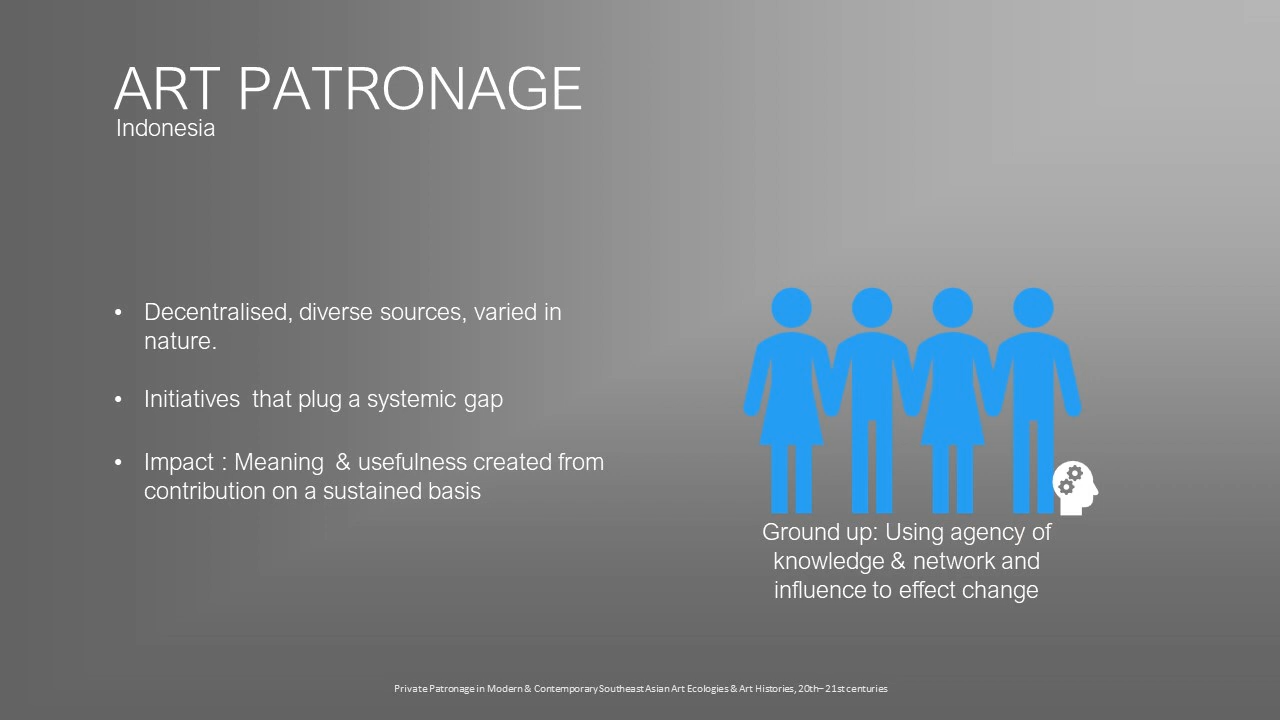 ART PATRONAGE
Indonesia
• Decentralised, diverse sources, varied in
nature.
• Initiatives that plug a systemic gap
• Impact : Meaning & usefulness created from
contribution on a sustained basis
Ground up: Using agency of
knowledge & network and
influence to effect change
Private Patronage in Modern & Contemporary Southeast Asian Art Ecologies & Art Histories, 20th–21st centuries